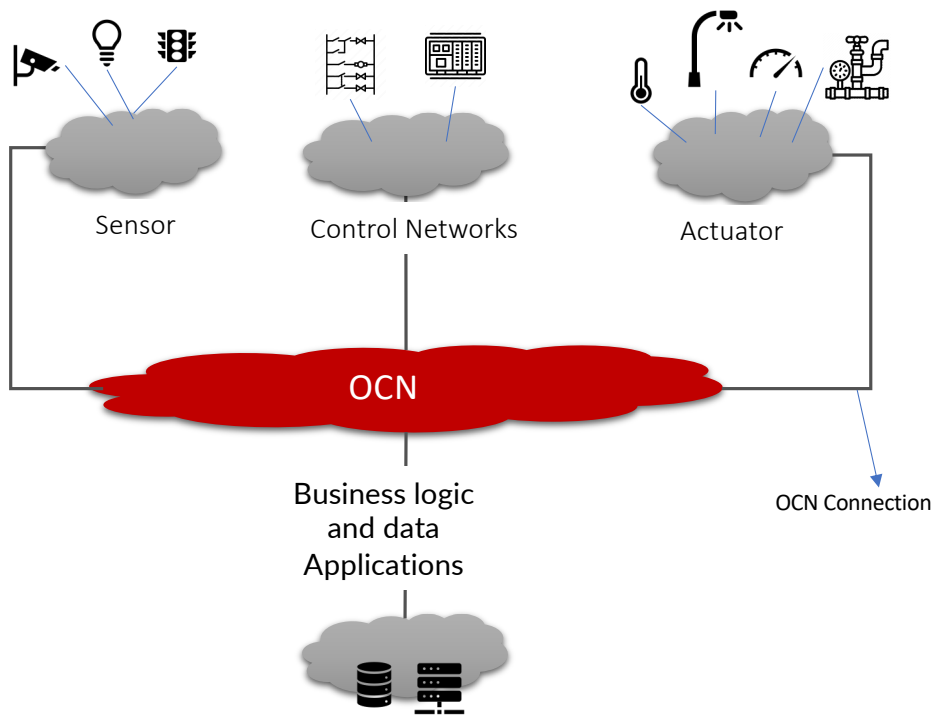 Sensor
Control Networks
Actuator
OCN
Business logic
and data
Applications
OCN Connection